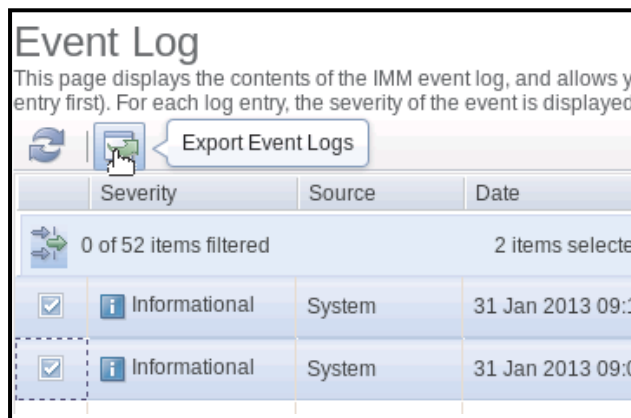 Event Log
This page displays the contents of the IMM event log, and allows y
entry first). For each log entry, the severity of the event is displayed
Export Event Logs
Severity Source Date
0 of 52 items filtered 2 items selecte
Informational System 31 Jan 2013 09:1
Informational System 31 Jan 2013 09:0